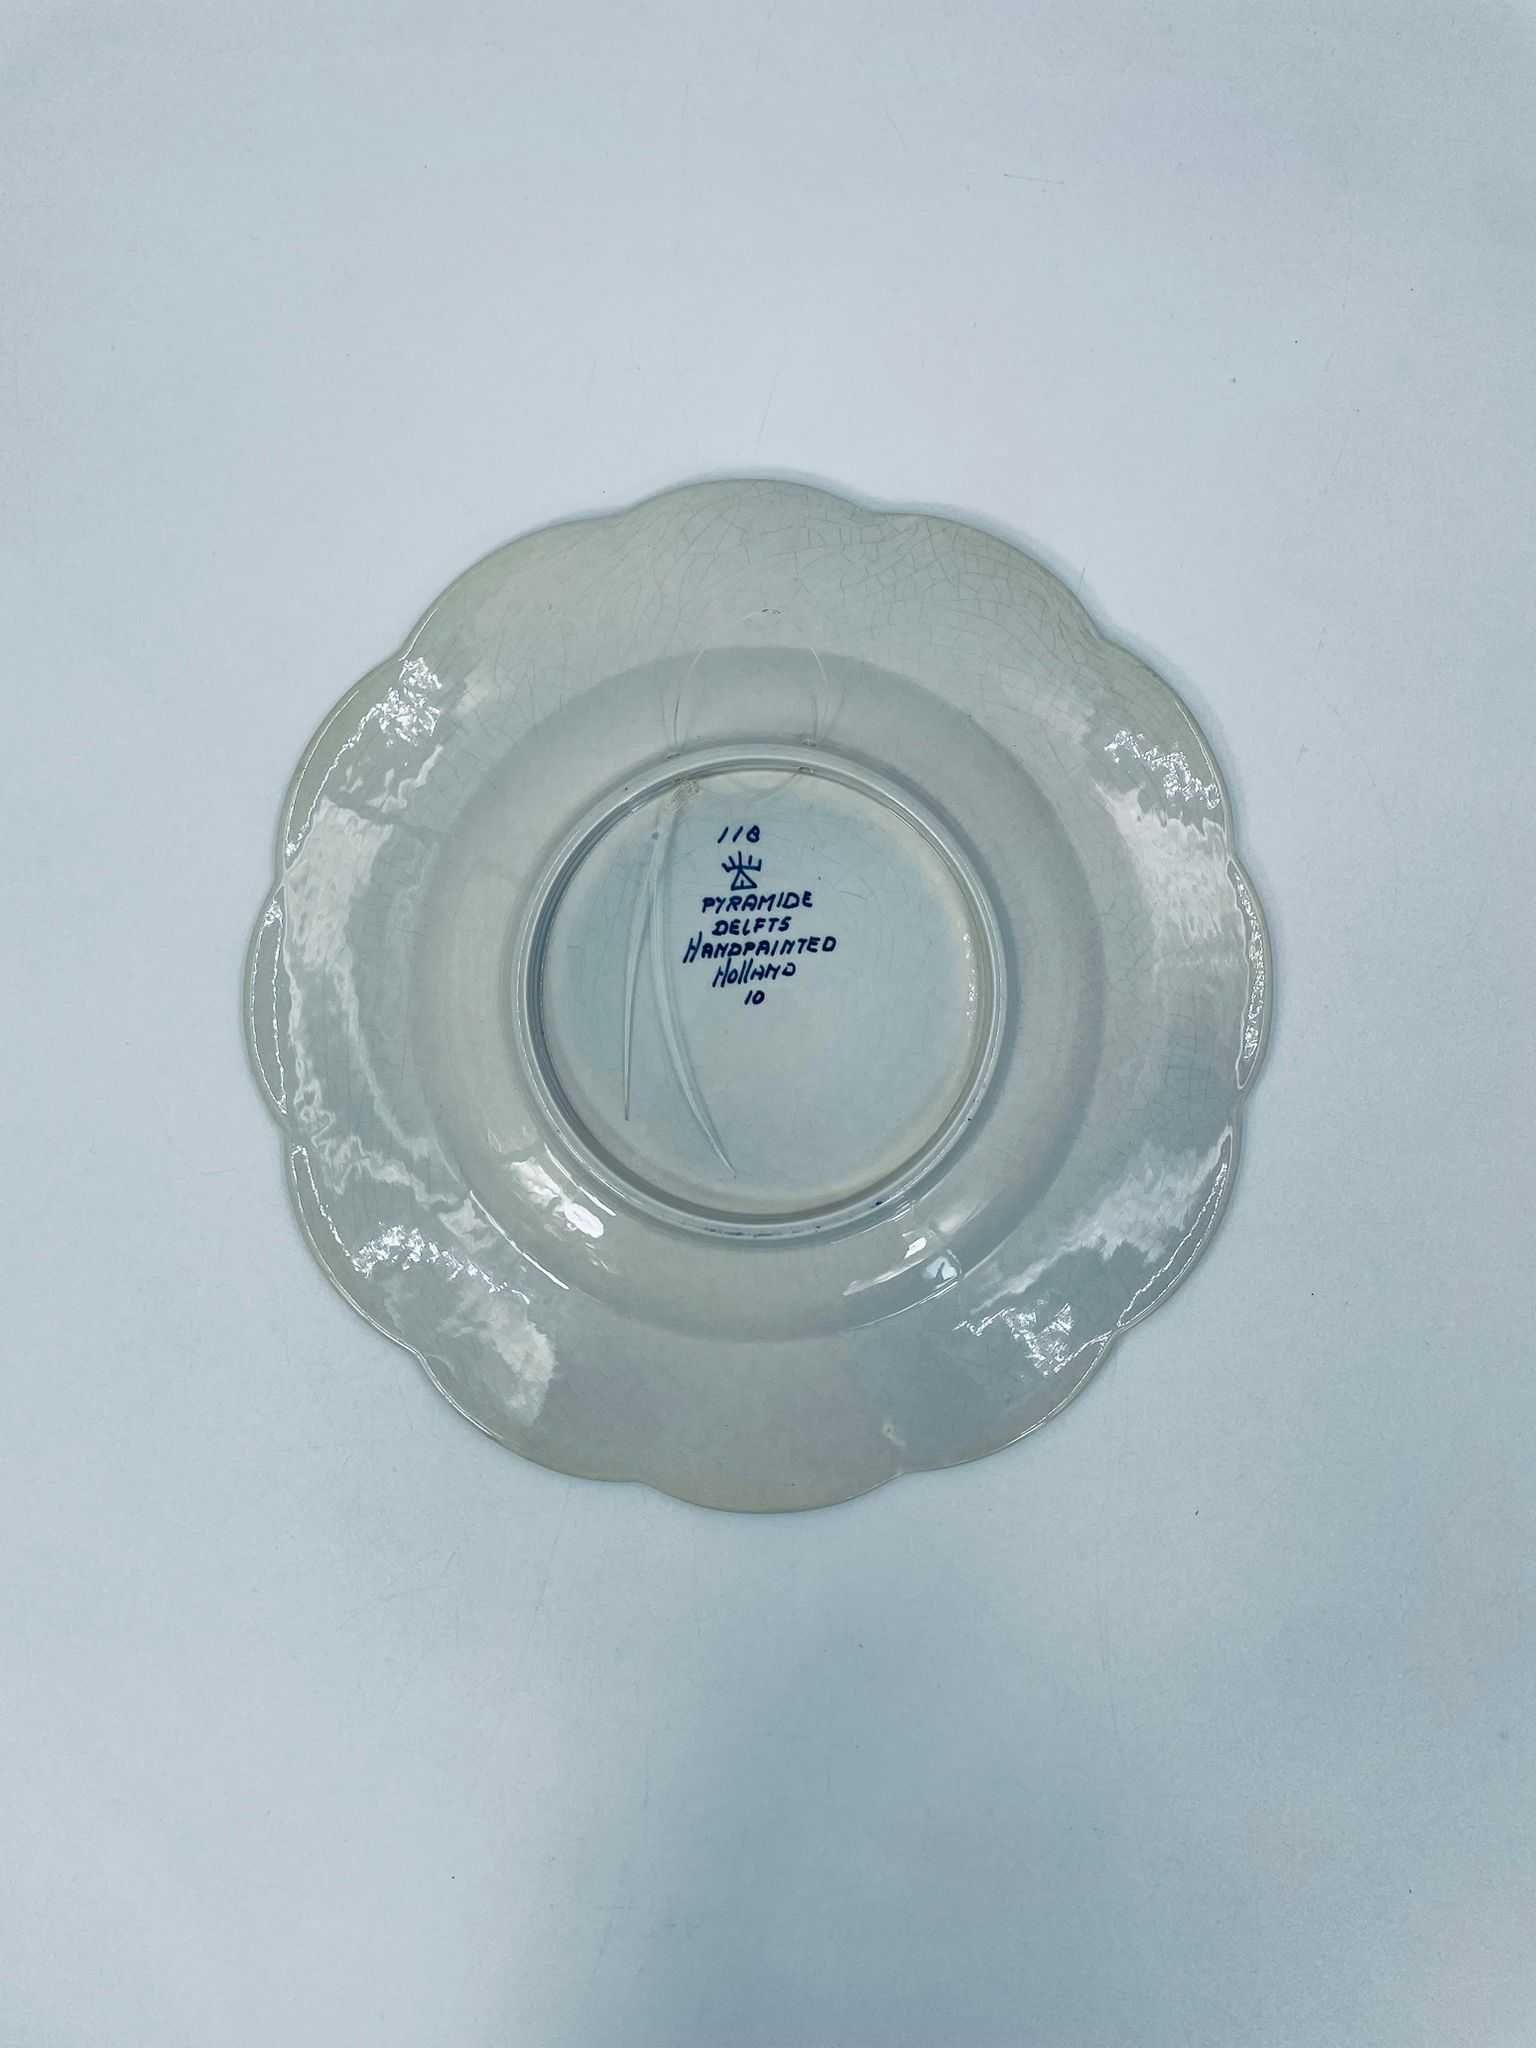 118
PYRAMIDE
DELFTS
HANDPAINTED
HOLLAND
10